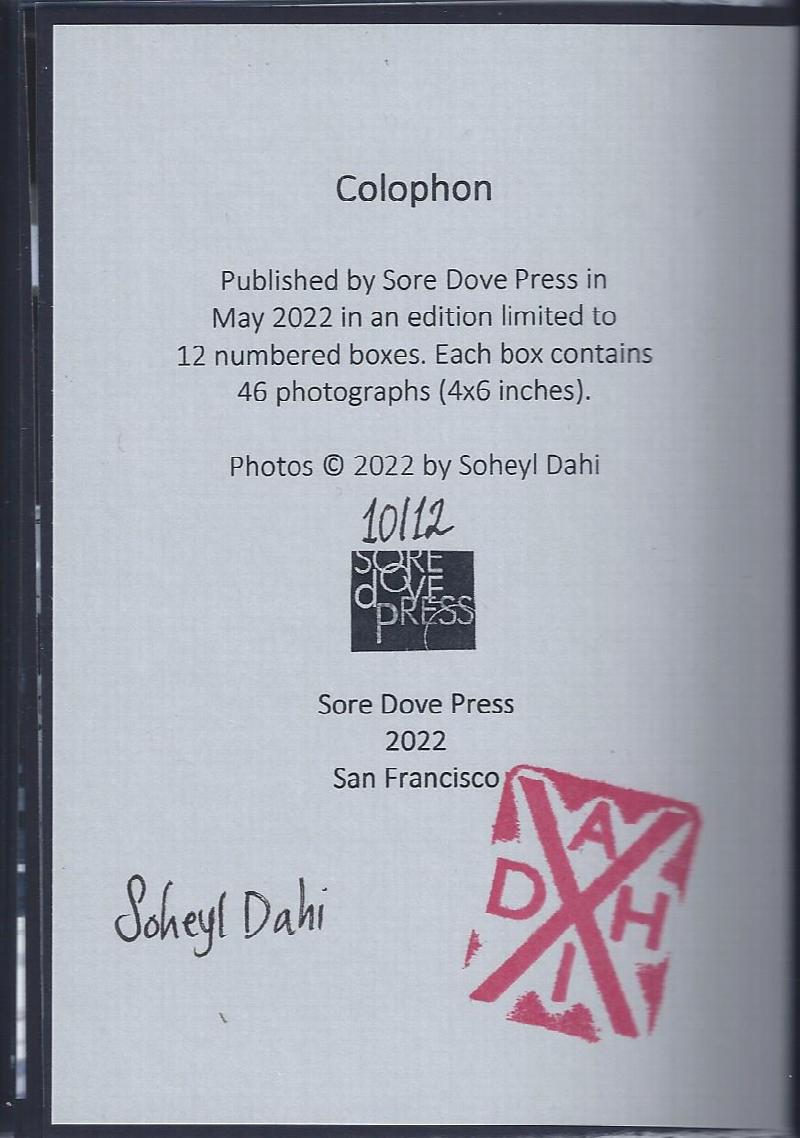 Colophon
Published by Sore Dove Press in
May 2022 in an edition limited to
12 numbered boxes. Each box contains
46 photographs (4x6 inches).
Photos © 2022 by Soheyl Dahi
10/12
SORE
dOVE
PRESS
Sore Dove Press
2022
San Francisco
Soheyl Dahi
D A H I